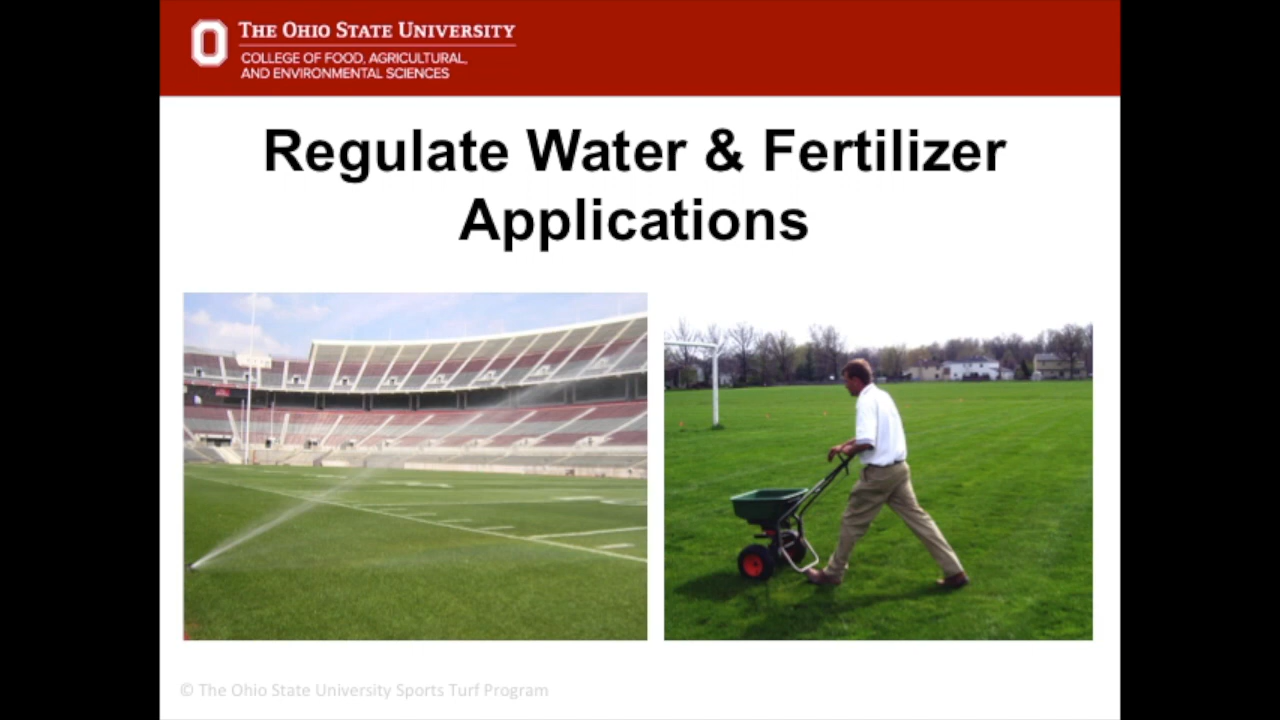 THE OHIO STATE UNIVERSITY
COLLEGE OF FOOD, AGRICULTURAL,
AND ENVIRONMENTAL SCIENCES
Regulate Water & Fertilizer
Applications
© The Ohio State University Sports Turf Program